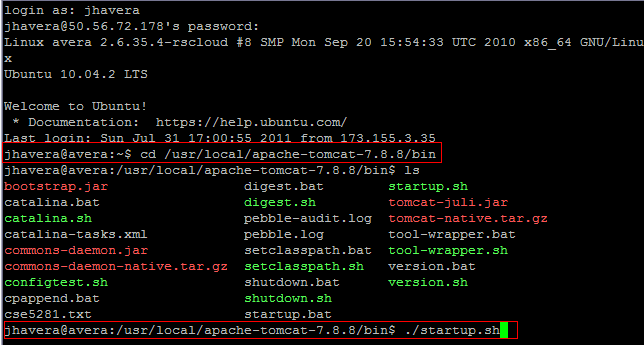 login as: jhavera
jhavera@50.56.72.178's password:
Linux avera 2.6.35.4-rscloud #8 SMP Mon Sep 20 15:54:33 UTC 2010 x86_64 GNU/Linu
x
Ubuntu 10.04.2 LTS
Welcome to Ubuntu!
* Documentation:  https://help.ubuntu.com/
Last login: Sun Jul 31 17:00:55 2011 from 173.155.3.35
jhavera@avera:~$ cd /usr/local/apache-tomcat-7.8.8/bin
jhavera@avera:/usr/local/apache-tomcat-7.8.8/bin$ ls
bootstrap.jar digest.bat startup.sh
catalina.bat digest.sh tomcat-juli.jar
catalina.sh pebble-audit.log tomcat-native.tar.gz
catalina-tasks.xml pebble.log tool-wrapper.bat
commons-daemon.jar setclasspath.bat tool-wrapper.sh
commons-daemon-native.tar.gz setclasspath.sh version.bat
configtest.sh shutdown.bat version.sh
cpappend.bat shutdown.sh
cse5281.txt startup.bat
jhavera@avera:/usr/local/apache-tomcat-7.8.8/bin$ ./startup.sh